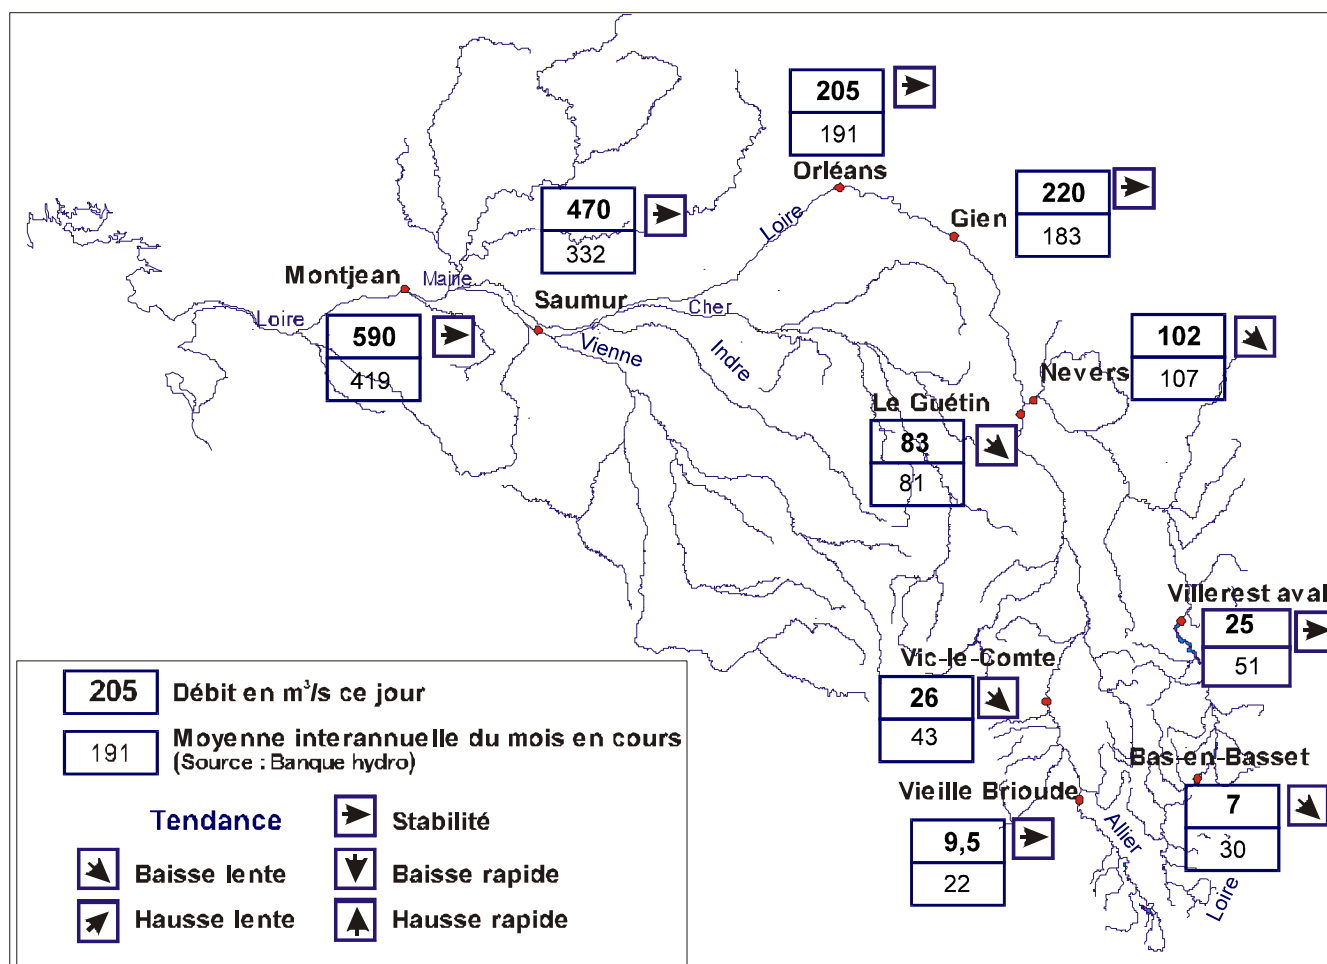 205
191
Orléans
220
183
Gien
470
332
Loire
Montjean
Maine
Saumur
Cher
Loire
590
419
Vienne
Indre
102
107
Nevers
Le Guétin
83
81
Villerest aval
25
51
Vic-le-Comte
26
43
Bas-en-Basset
7
30
Vieille Brioude
9,5
22
Allier
Loire
205 Débit en m³/s ce jour
191 Moyenne interannuelle du mois en cours
(Source : Banque hydro)
Tendance
Stabilité
Baisse lente
Baisse rapide
Hausse lente
Hausse rapide